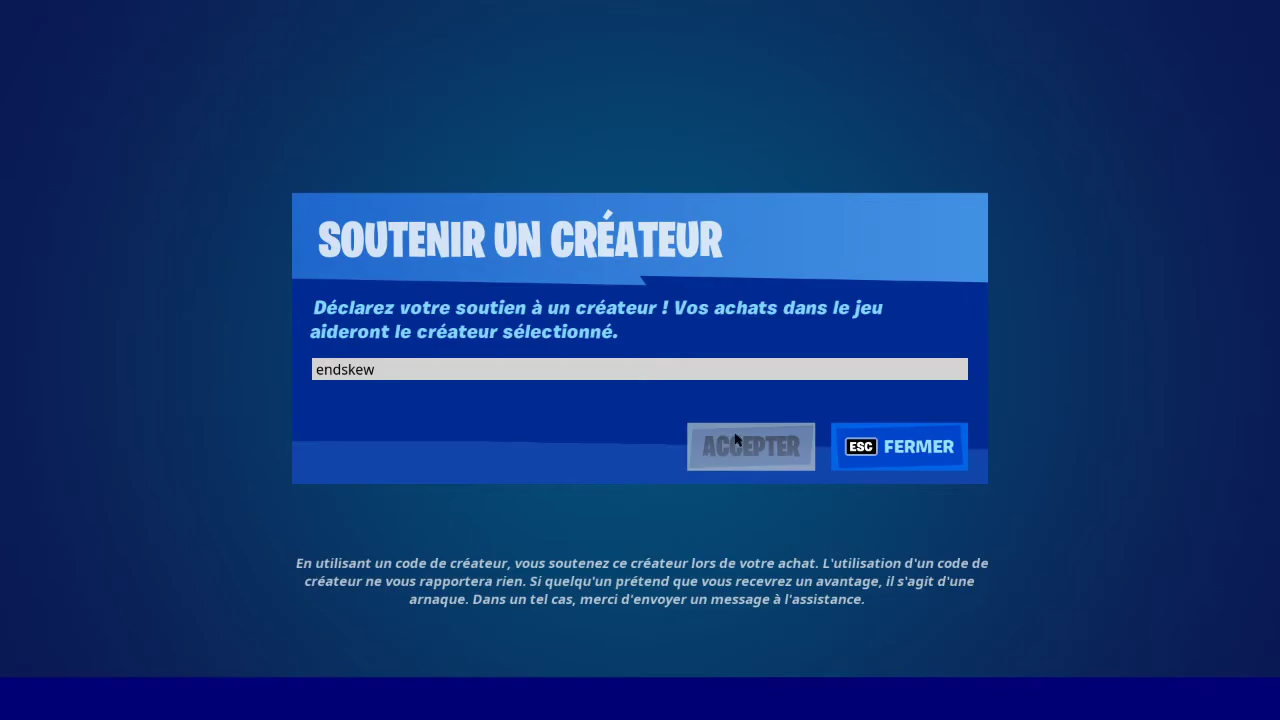 SOUTENIR UN CRÉATEUR
Déclarez votre soutien à un créateur ! Vos achats dans le jeu
aideront le créateur sélectionné.
endskew
ACCEPTER
ESC FERMER
En utilisant un code de créateur, vous soutenez ce créateur lors de votre achat. L'utilisation d'un code de
créateur ne vous rapportera rien. Si quelqu'un prétend que vous recevrez un avantage, il s'agit d'une
arnaque. Dans un tel cas, merci d'envoyer un message à l'assistance.